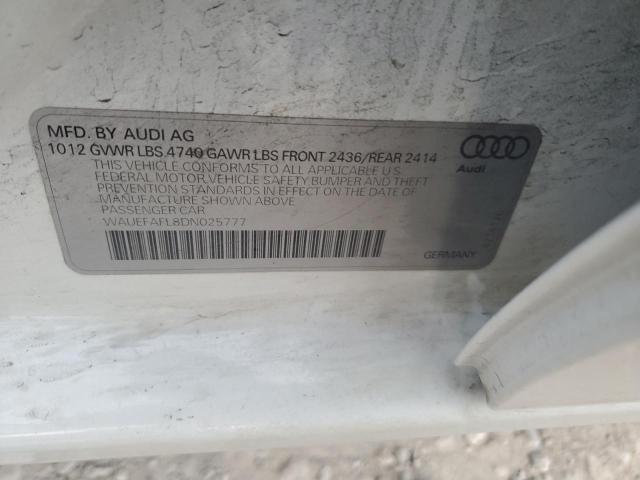 MFD. BY AUDI AG
1012 GVWR LBS 4740 GAWR LBS FRONT 2436/REAR 2414
THIS VEHICLE CONFORMS TO ALL APPLICABLE U.S.
FEDERAL MOTOR VEHICLE SAFETY BUMPER AND THEFT
PREVENTION STANDARDS IN EFFECT ON THE DATE OF
MANUFACTURE SHOWN ABOVE
PASSENGER CAR
WAUEFAFL8DN025777
Audi
GERMANY